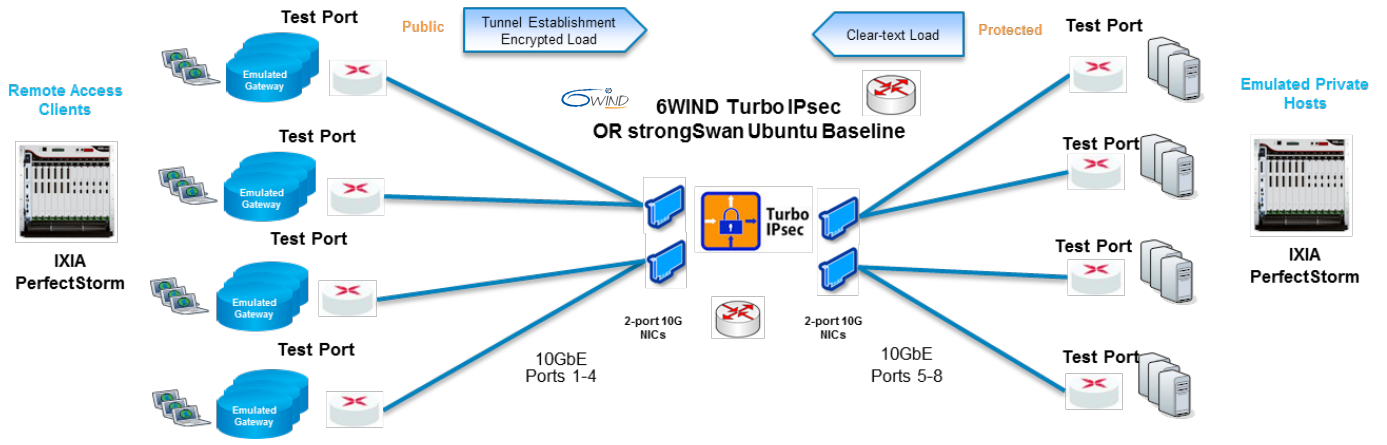 Test Port
Public
Tunnel Establishment
Encrypted Load
Clear-text Load
Protected
Test Port
Emulated
Gateway
Remote Access
Clients
6WIND
6WIND Turbo IPsec
OR strongSwan Ubuntu Baseline
Emulated Private
Hosts
Test Port
Test Port
Emulated
Gateway
Turbo
IPsec
IXIA
PerfectStorm
Test Port
Test Port
IXIA
PerfectStorm
Emulated
Gateway
2-port 10G
NICs
2-port 10G
NICs
Test Port
10GbE
Ports 1-4
10GbE
Ports 5-8
Test Port
Emulated
Gateway